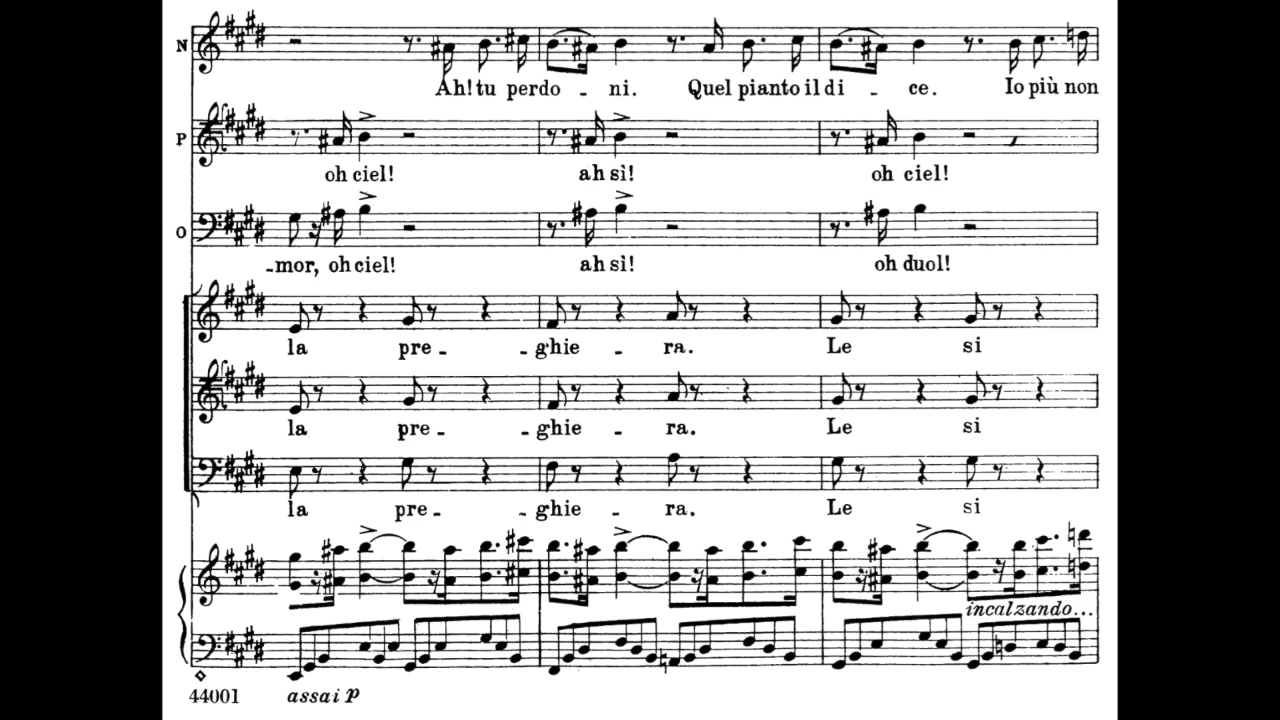 N
Ah! tu perdo - ni. Quel pianto il di - ce. Io più non
P
oh ciel! ah sì! oh ciel!
O
-mor, oh ciel! ah sì! oh duol!
la pre - - ghie - ra. Le si
la pre - - ghie - ra. Le si
la pre - - ghie - ra. Le si
incalzando...
44001 assai p